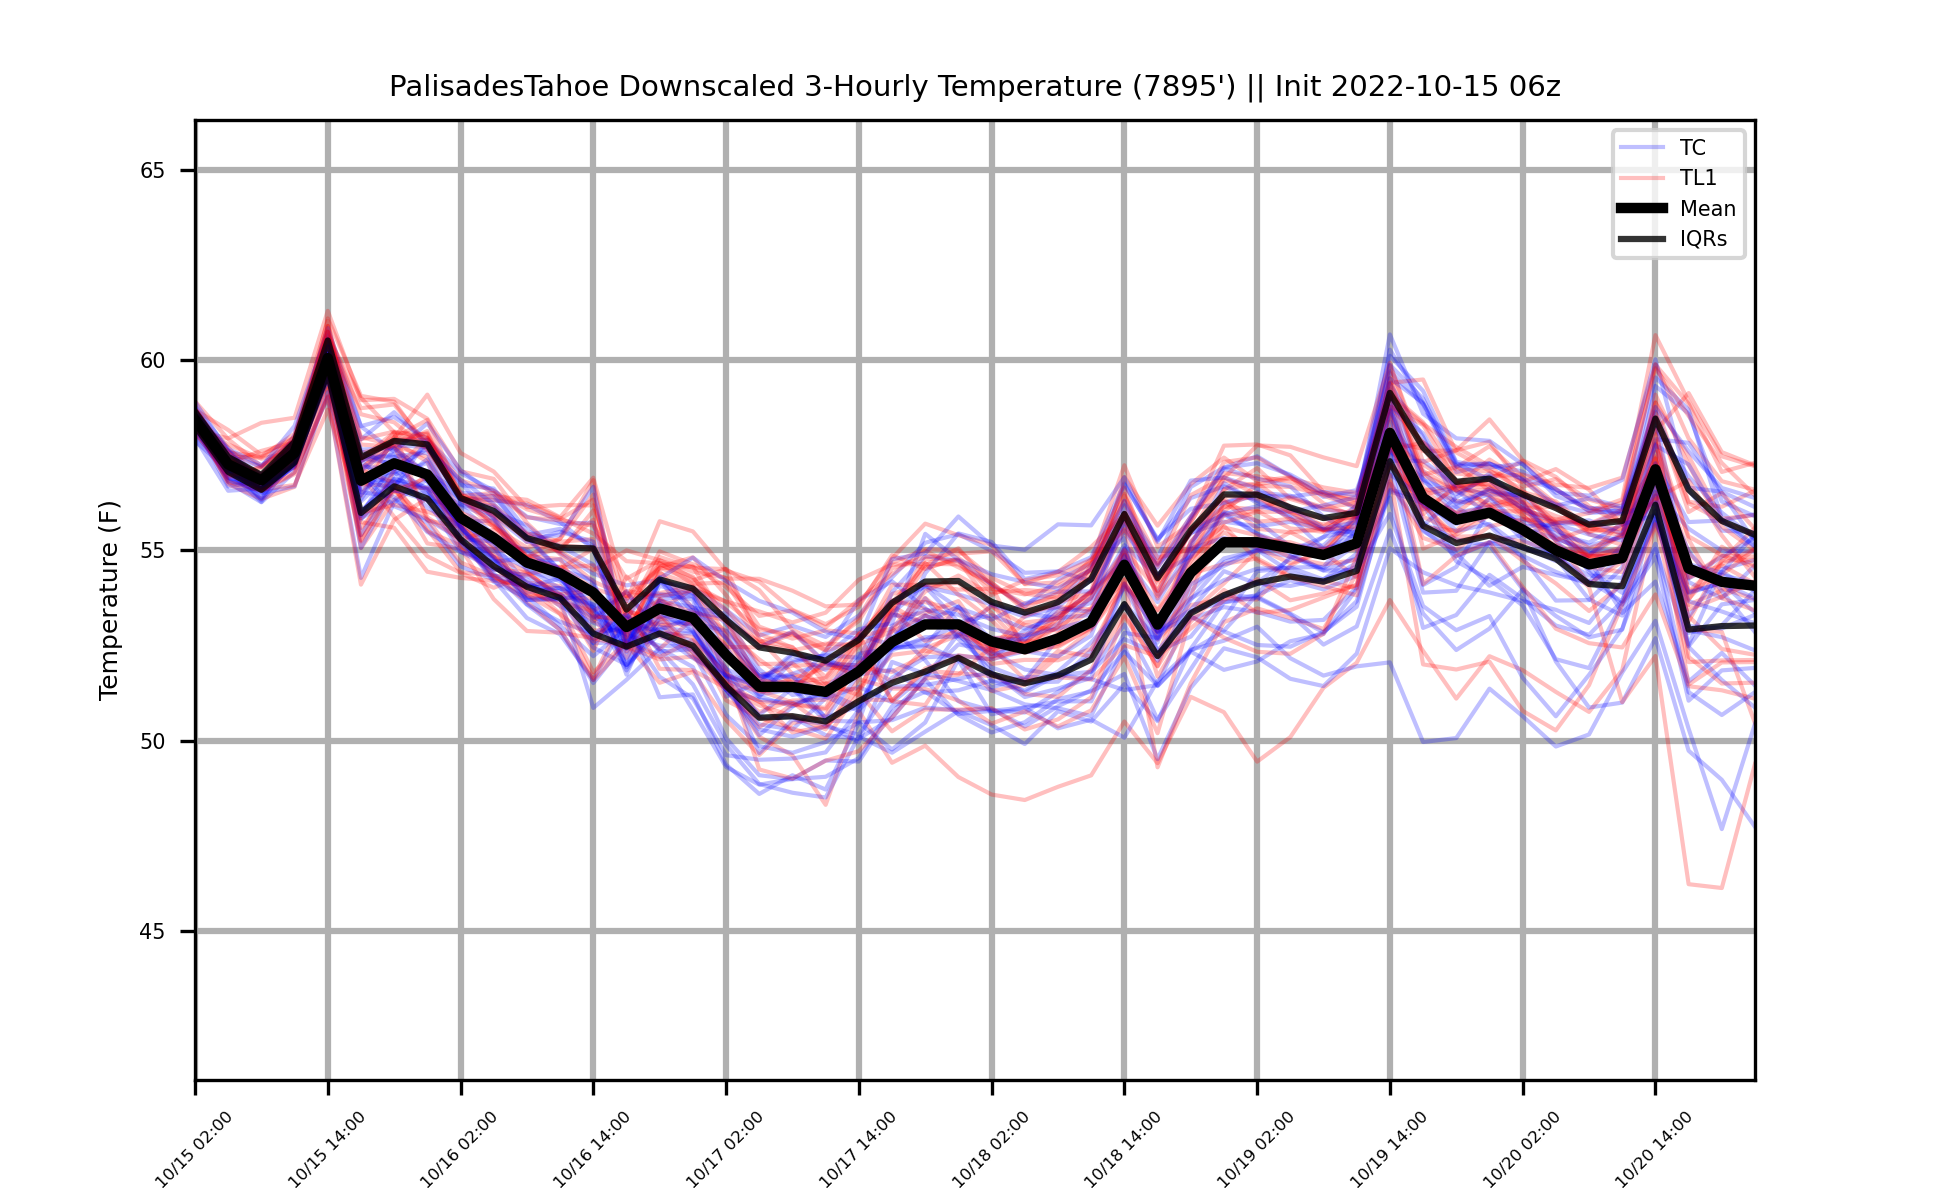 PalisadesTahoe Downscaled 3-Hourly Temperature (7895') || Init 2022-10-15 06z
TC
TL1
Mean
IQRs
65
60
55
50
45
Temperature (F)
10/15 02:00
10/15 14:00
10/16 02:00
10/16 14:00
10/17 02:00
10/17 14:00
10/18 02:00
10/18 14:00
10/19 02:00
10/19 14:00
10/20 02:00
10/20 14:00